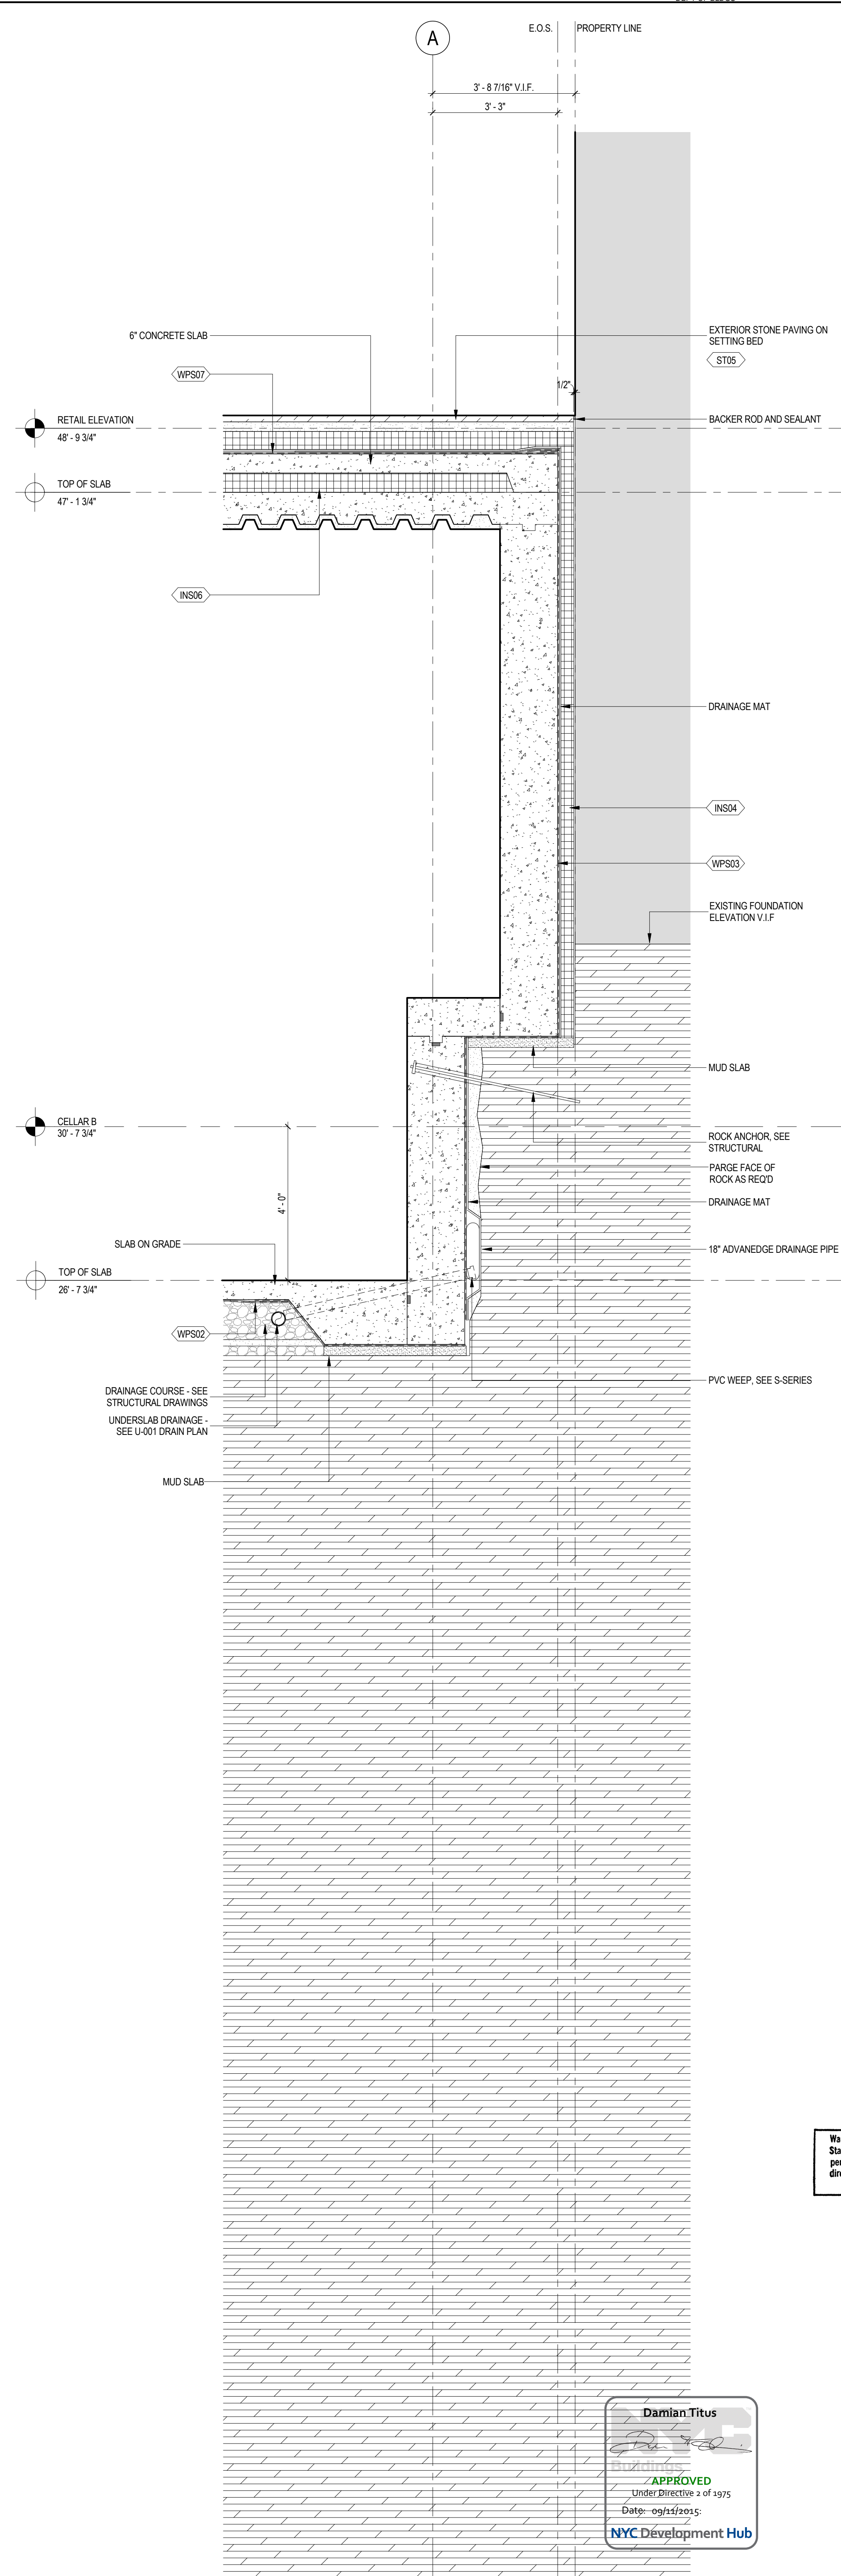 A
E.O.S.
PROPERTY LINE
3' - 8 7/16" V.I.F.
3' - 3"
6" CONCRETE SLAB
WPS07
EXTERIOR STONE PAVING ON
SETTING BED
ST05
1/2"
RETAIL ELEVATION
48' - 9 3/4"
BACKER ROD AND SEALANT
TOP OF SLAB
47' - 1 3/4"
INS06
DRAINAGE MAT
INS04
WPS03
EXISTING FOUNDATION
ELEVATION V.I.F
MUD SLAB
CELLAR B
30' - 7 3/4"
ROCK ANCHOR, SEE
STRUCTURAL
PARGE FACE OF
ROCK AS REQ'D
DRAINAGE MAT
4' - 0"
SLAB ON GRADE
18" ADVANEDGE DRAINAGE PIPE
TOP OF SLAB
26' - 7 3/4"
WPS02
PVC WEEP, SEE S-SERIES
DRAINAGE COURSE - SEE
STRUCTURAL DRAWINGS
UNDERSLAB DRAINAGE -
SEE U-001 DRAIN PLAN
MUD SLAB
Wa
Sta
per
dire
Damian Titus
NYC
Buildings
APPROVED
Under Directive 2 of 1975
Date: 09/11/2015:
NYC Development Hub